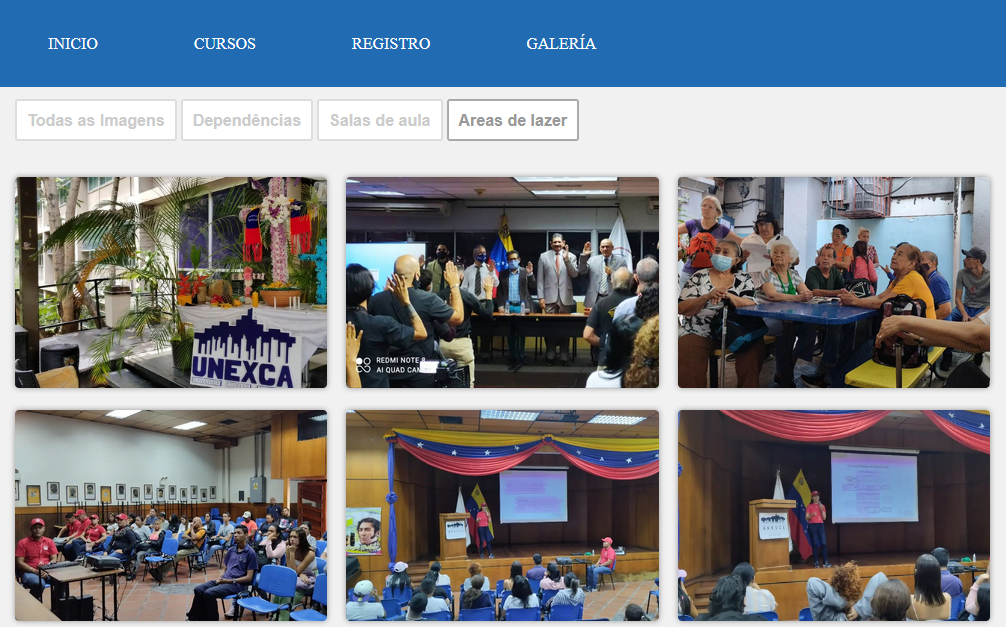 INICIO
CURSOS
REGISTRO
GALERÍA
Todas as Imagens
Dependências
Salas de aula
Areas de lazer
UNEXCA
REDMI NOTE 8
AI QUAD CAM